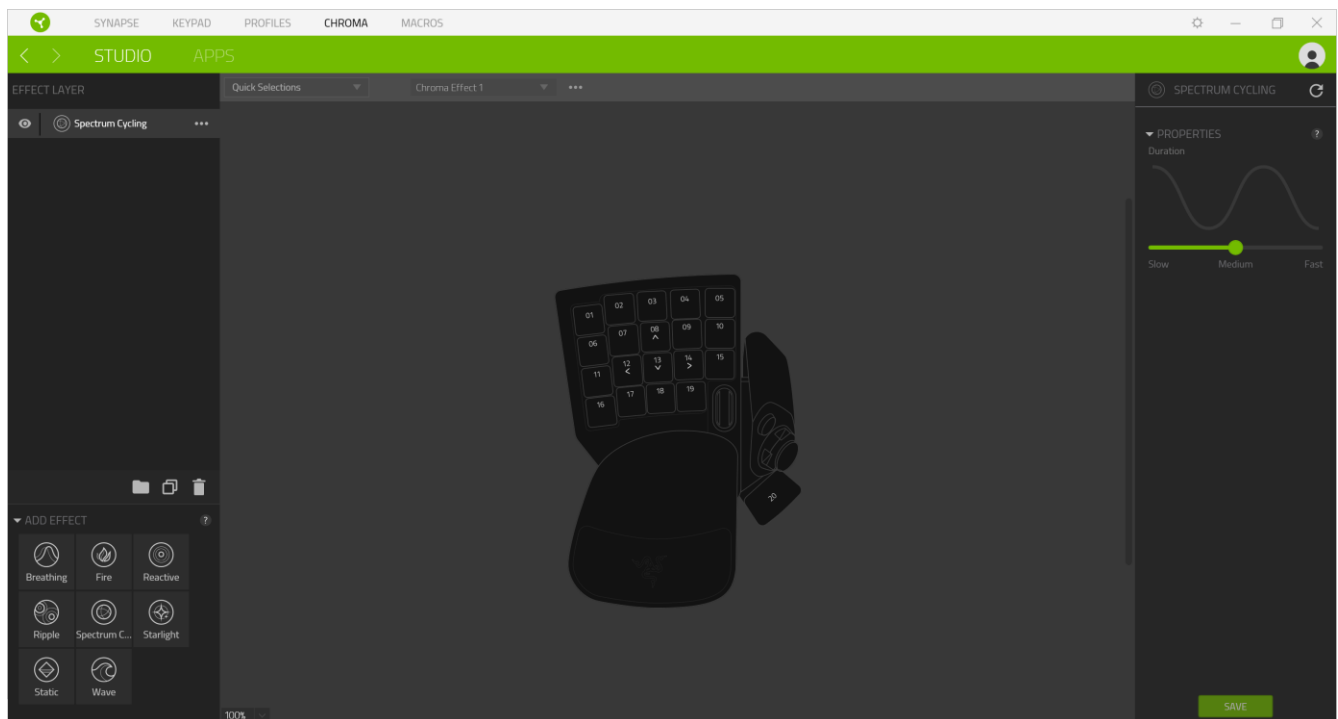 SYNAPSE KEYPAD PROFILES CHROMA MACROS
STUDIO APPS
EFFECT LAYER
Quick Selections
Chroma Effect 1
SPECTRUM CYCLING
Spectrum Cycling
PROPERTIES ?
Duration
Slow Medium Fast
01 02 03 04 05
06 07 08 09 10
11 12 13 14 15
16 17 18 19
20
ADD EFFECT ?
Breathing Fire Reactive
Ripple Spectrum C... Starlight
Static Wave
100%
SAVE